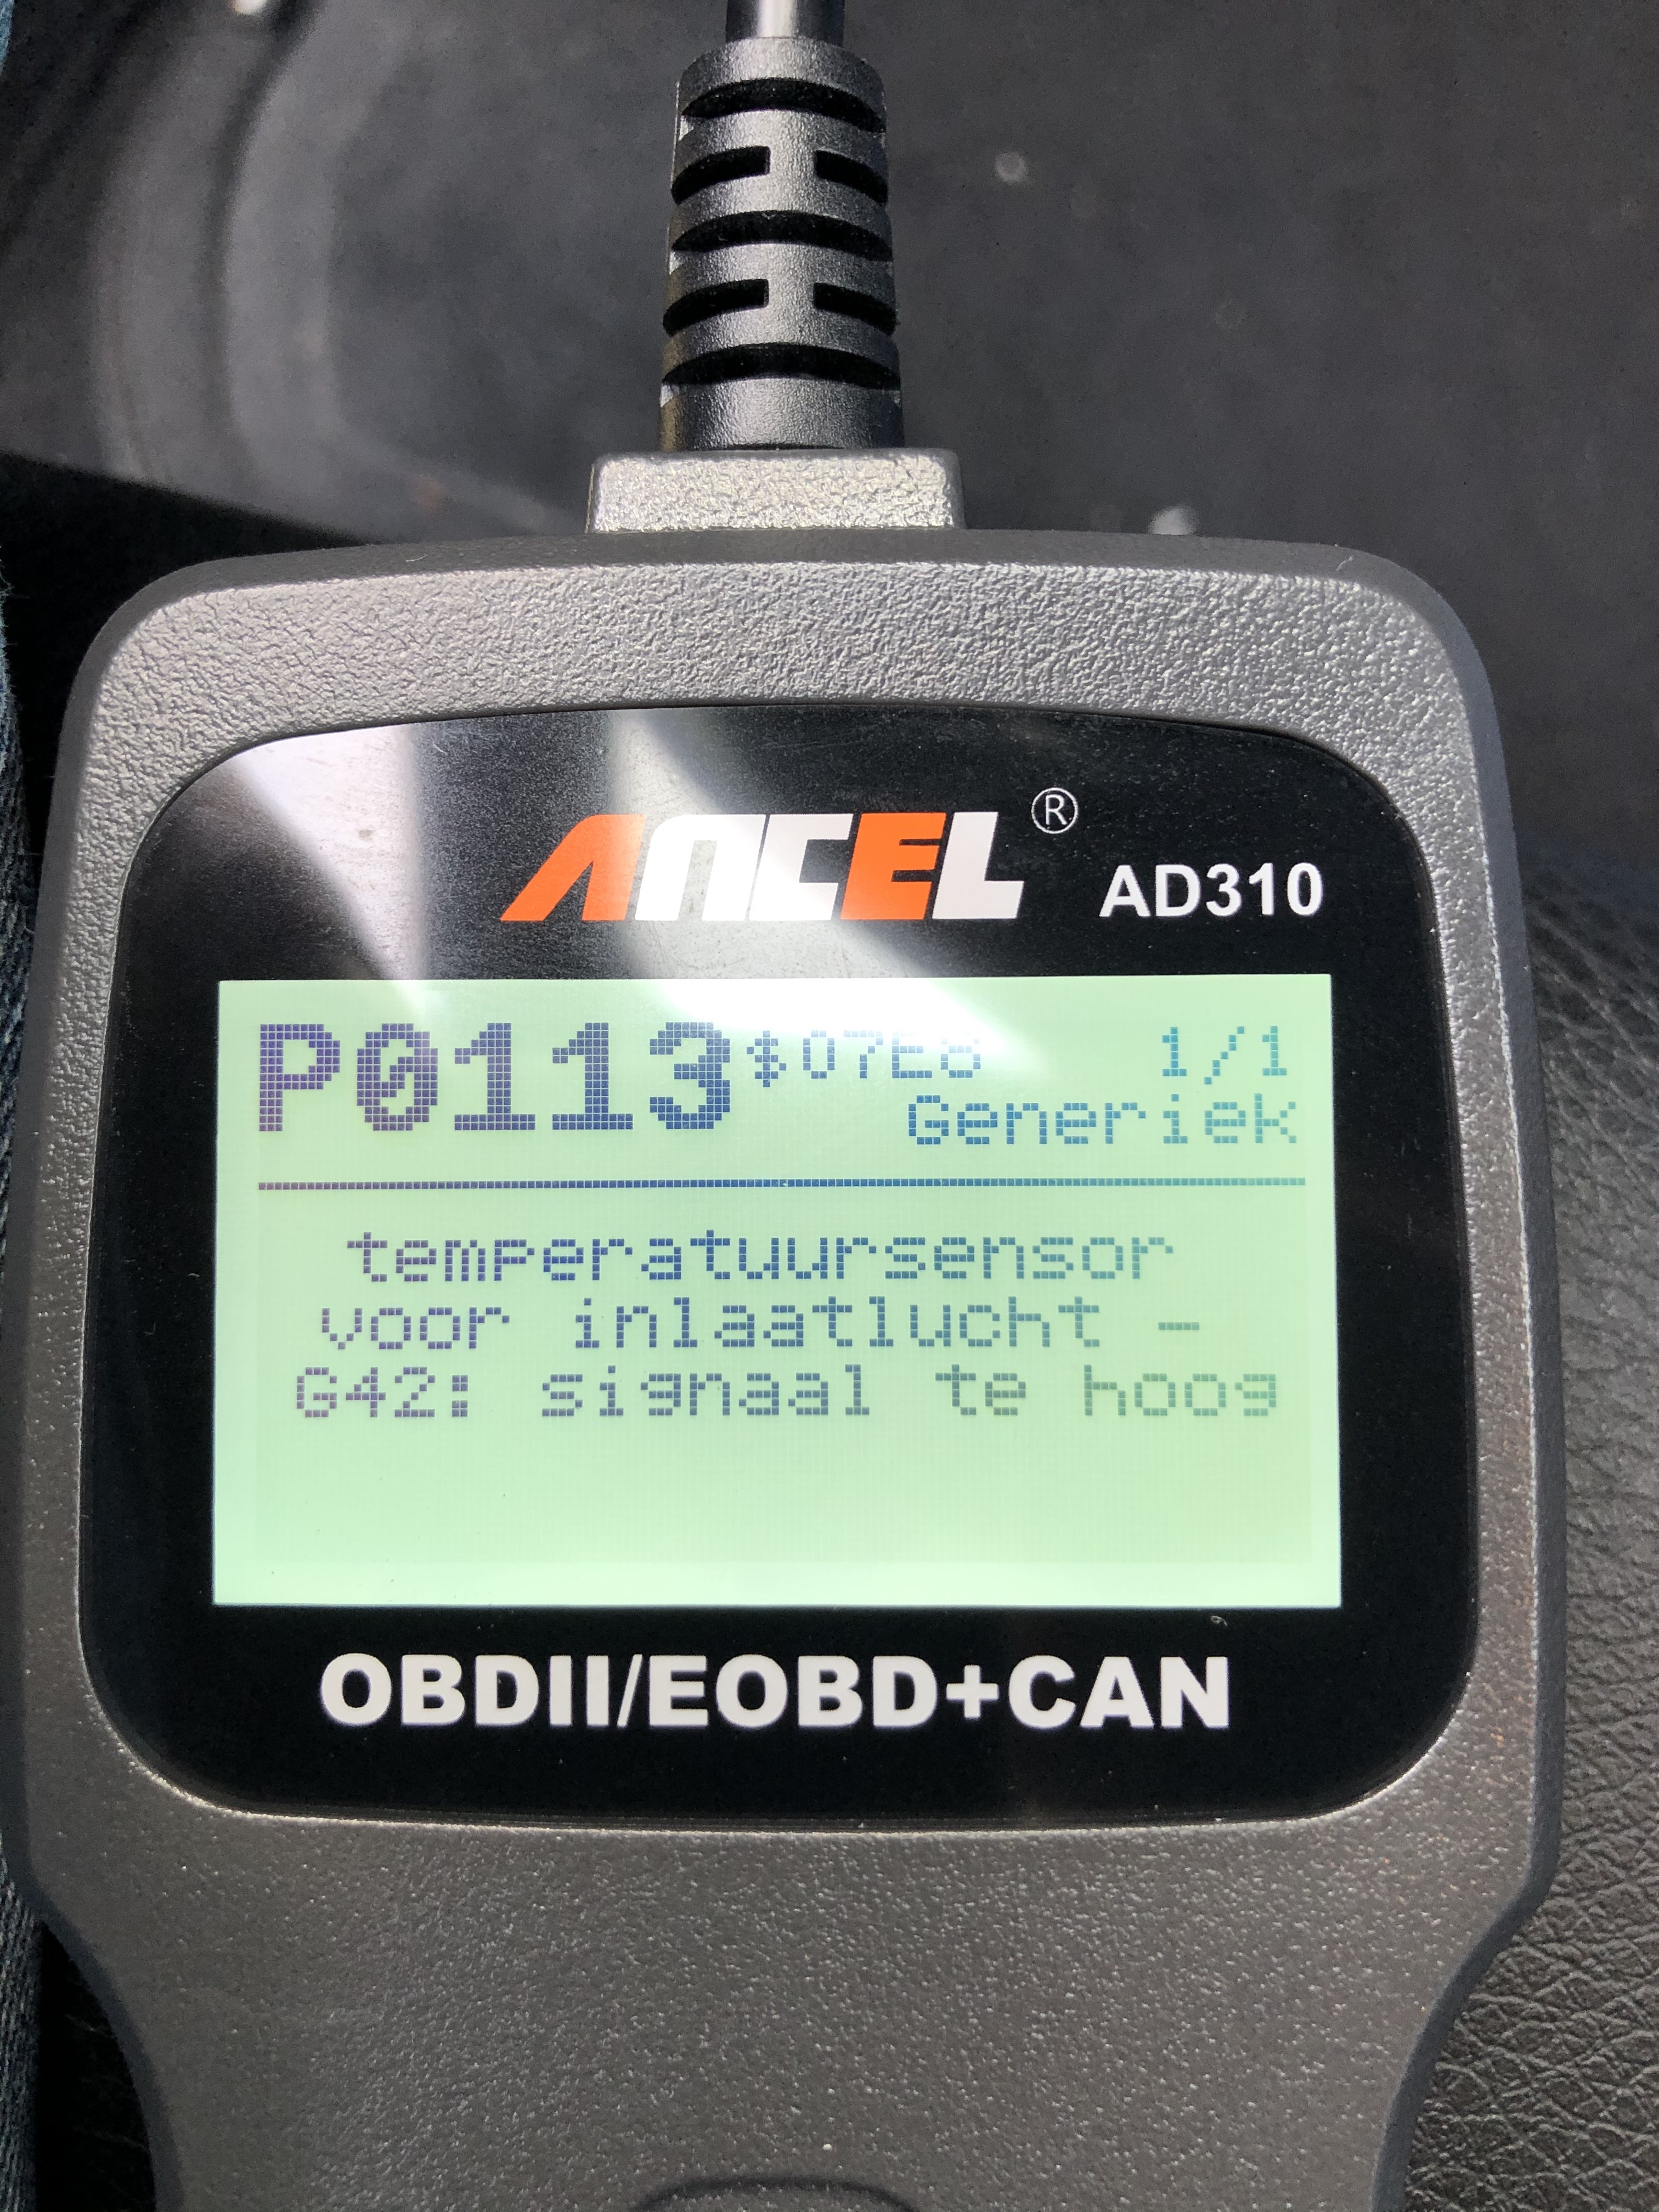 ANCEL® AD310
P0113 $07E8 1/1
Generiek
temperatuursensor
voor inlaatlucht -
G42: signaal te hoog
OBDII/EOBD+CAN